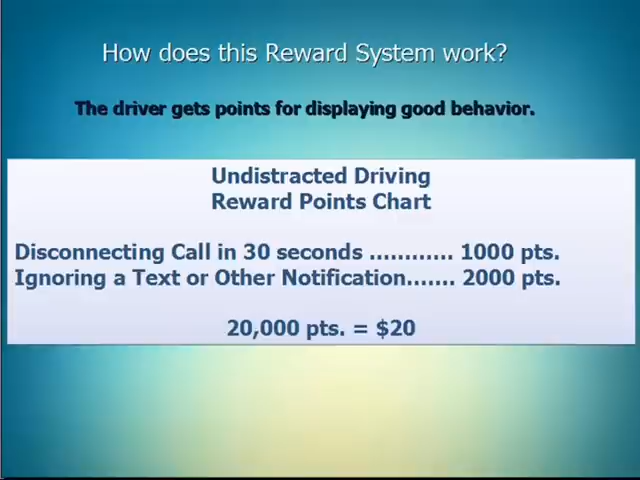 How does this Reward System work?
The driver gets points for displaying good behavior.
Undistracted Driving
Reward Points Chart
Disconnecting Call in 30 seconds ............ 1000 pts.
Ignoring a Text or Other Notification....... 2000 pts.
20,000 pts. = $20